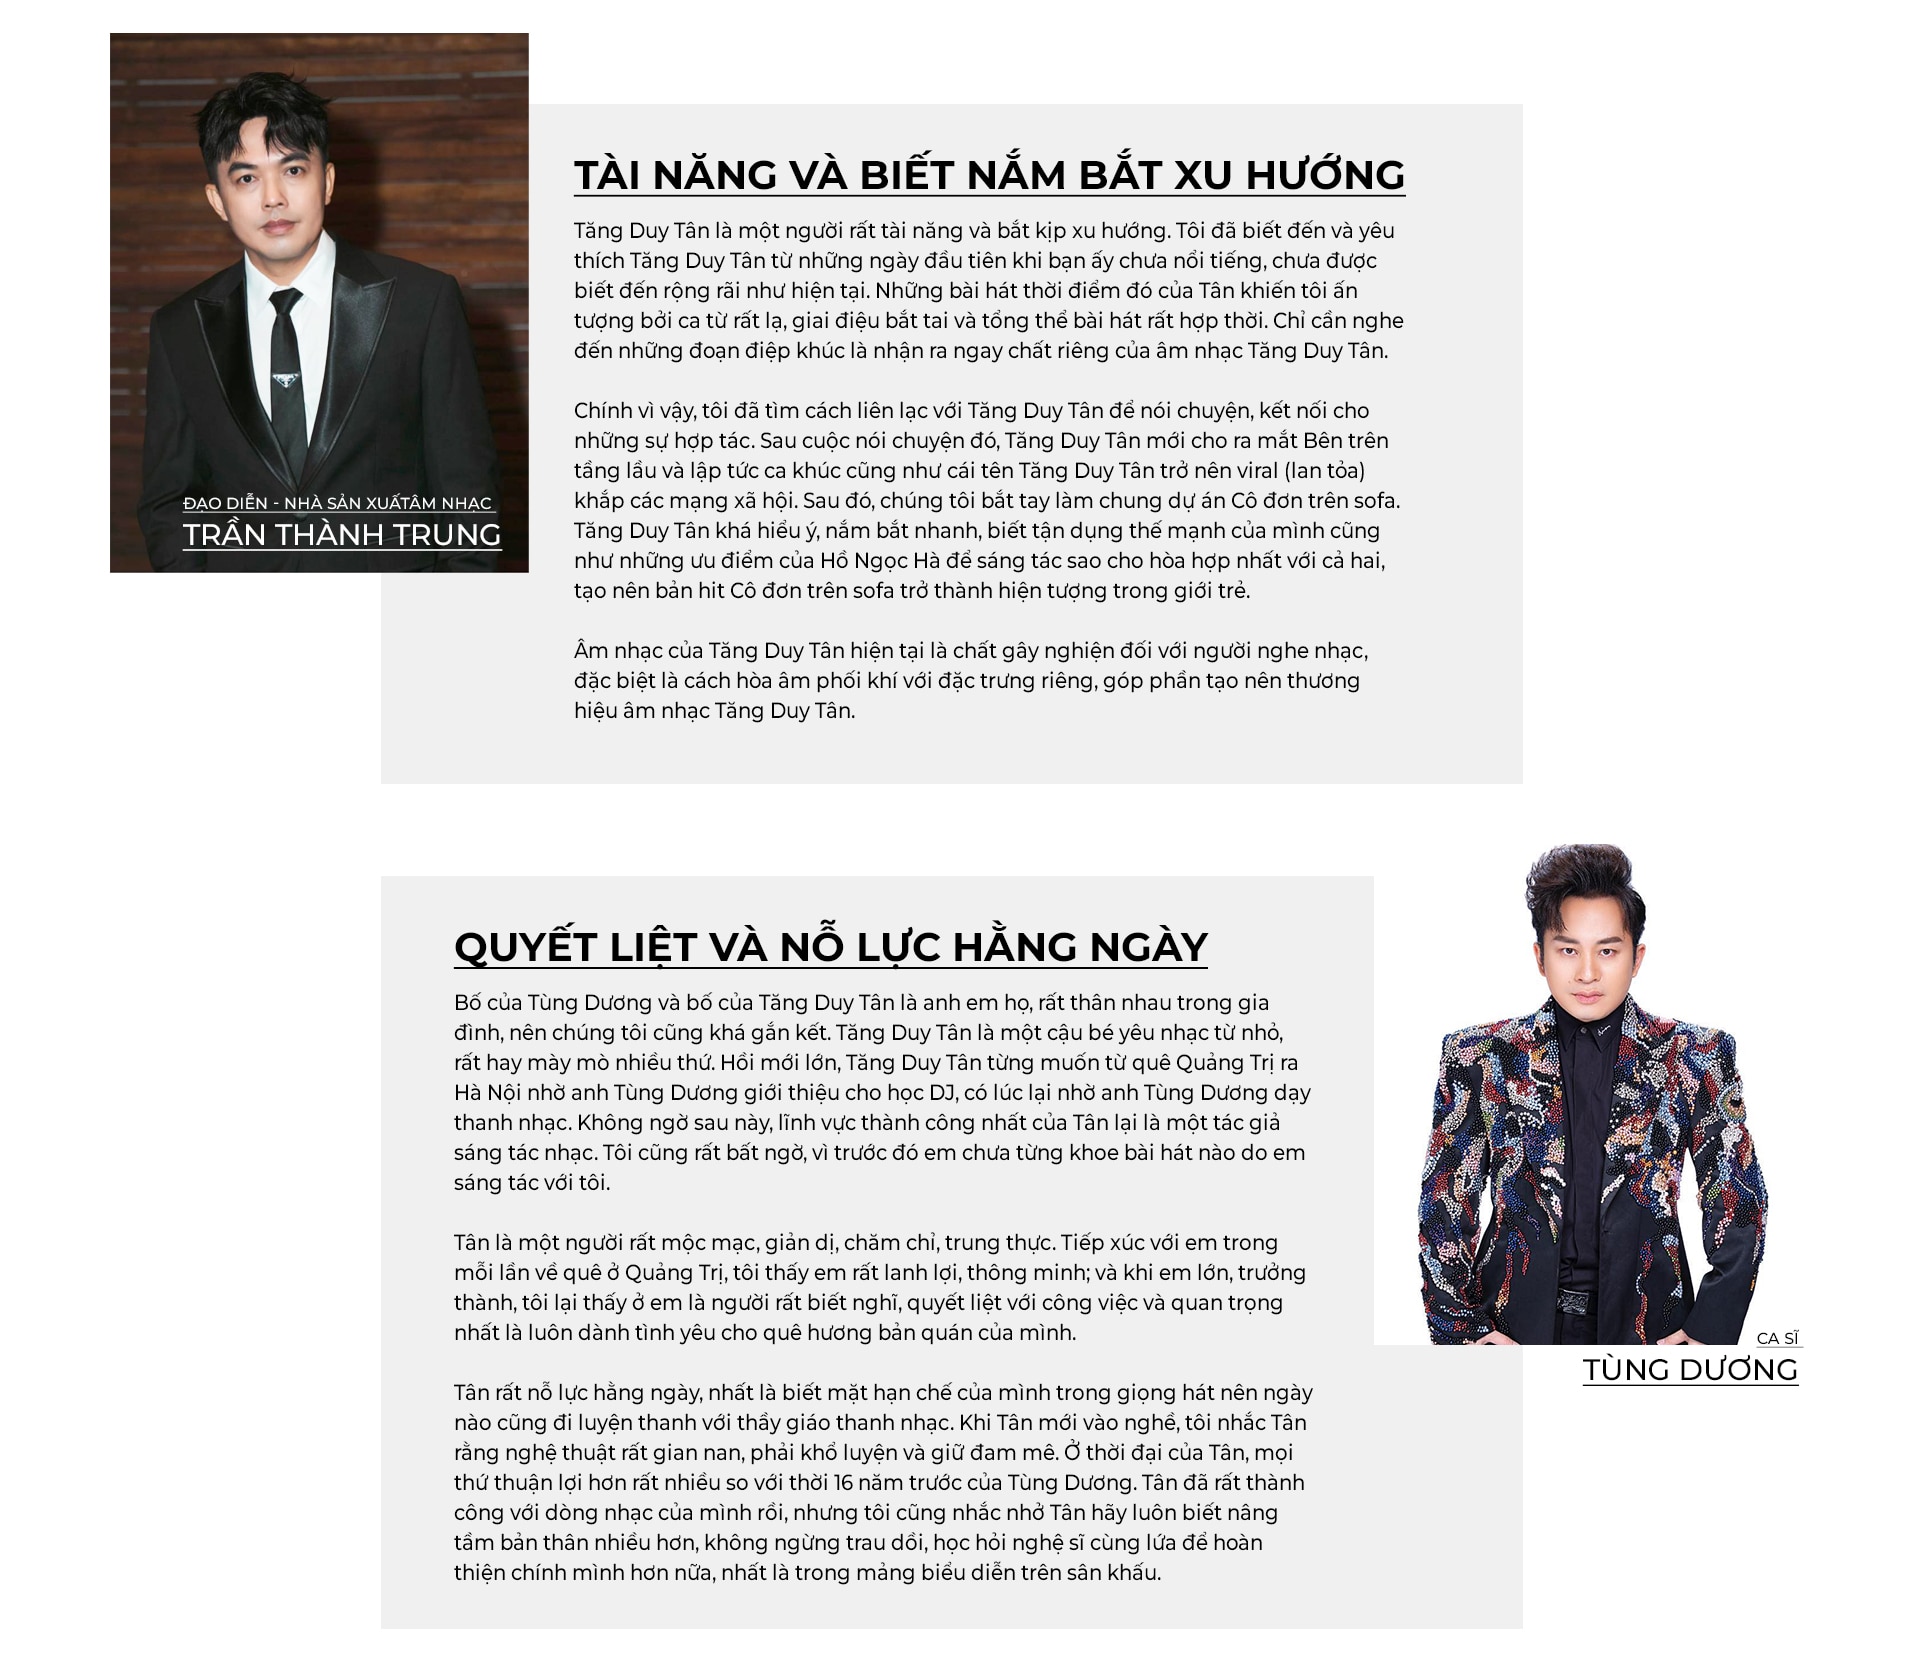 TÀI NĂNG VÀ BIẾT NẮM BẮT XU HƯỚNG
Tăng Duy Tân là một người rất tài năng và bắt kịp xu hướng. Tôi đã biết đến và yêu
thích Tăng Duy Tân từ những ngày đầu tiên khi bạn ấy chưa nổi tiếng, chưa được
biết đến rộng rãi như hiện tại. Những bài hát thời điểm đó của Tân khiến tôi ấn
tượng bởi ca từ rất lạ, giai điệu bắt tai và tổng thể bài hát rất hợp thời. Chỉ cần nghe
đến những đoạn điệp khúc là nhận ra ngay chất riêng của âm nhạc Tăng Duy Tân.
Chính vì vậy, tôi đã tìm cách liên lạc với Tăng Duy Tân để nói chuyện, kết nối cho
những sự hợp tác. Sau cuộc nói chuyện đó, Tăng Duy Tân mới cho ra mắt Bên trên
tầng lầu và lập tức ca khúc cũng như cái tên Tăng Duy Tân trở nên viral (lan tỏa)
khắp các mạng xã hội. Sau đó, chúng tôi bắt tay làm chung dự án Cô đơn trên sofa.
Tăng Duy Tân khá hiểu ý, nắm bắt nhanh, biết tận dụng thế mạnh của mình cũng
như những ưu điểm của Hồ Ngọc Hà để sáng tác sao cho hòa hợp nhất với cả hai,
tạo nên bản hit Cô đơn trên sofa trở thành hiện tượng trong giới trẻ.
Âm nhạc của Tăng Duy Tân hiện tại là chất gây nghiện đối với người nghe nhạc,
đặc biệt là cách hòa âm phối khí với đặc trưng riêng, góp phần tạo nên thương
hiệu âm nhạc Tăng Duy Tân.
ĐẠO DIỄN - NHÀ SẢN XUẤTÂM NHẠC
TRẦN THÀNH TRUNG
QUYẾT LIỆT VÀ NỖ LỰC HẰNG NGÀY
Bố của Tùng Dương và bố của Tăng Duy Tân là anh em họ, rất thân nhau trong gia
đình, nên chúng tôi cũng khá gắn kết. Tăng Duy Tân là một cậu bé yêu nhạc từ nhỏ,
rất hay mày mò nhiều thứ. Hồi mới lớn, Tăng Duy Tân từng muốn từ quê Quảng Trị ra
Hà Nội nhờ anh Tùng Dương giới thiệu cho học DJ, có lúc lại nhờ anh Tùng Dương dạy
thanh nhạc. Không ngờ sau này, lĩnh vực thành công nhất của Tân lại là một tác giả
sáng tác nhạc. Tôi cũng rất bất ngờ, vì trước đó em chưa từng khoe bài hát nào do em
sáng tác với tôi.
Tân là một người rất mộc mạc, giản dị, chăm chỉ, trung thực. Tiếp xúc với em trong
mỗi lần về quê ở Quảng Trị, tôi thấy em rất lanh lợi, thông minh; và khi em lớn, trưởng
thành, tôi lại thấy ở em là người rất biết nghĩ, quyết liệt với công việc và quan trọng
nhất là luôn dành tình yêu cho quê hương bản quán của mình.
Tân rất nỗ lực hằng ngày, nhất là biết mặt hạn chế của mình trong giọng hát nên ngày
nào cũng đi luyện thanh với thầy giáo thanh nhạc. Khi Tân mới vào nghề, tôi nhắc Tân
rằng nghệ thuật rất gian nan, phải khổ luyện và giữ đam mê. Ở thời đại của Tân, mọi
thứ thuận lợi hơn rất nhiều so với thời 16 năm trước của Tùng Dương. Tân đã rất thành
công với dòng nhạc của mình rồi, nhưng tôi cũng nhắc nhở Tân hãy luôn biết nâng
tầm bản thân nhiều hơn, không ngừng trau dồi, học hỏi nghệ sĩ cùng lứa để hoàn
thiện chính mình hơn nữa, nhất là trong mảng biểu diễn trên sân khấu.
CA SĨ
TÙNG DƯƠNG